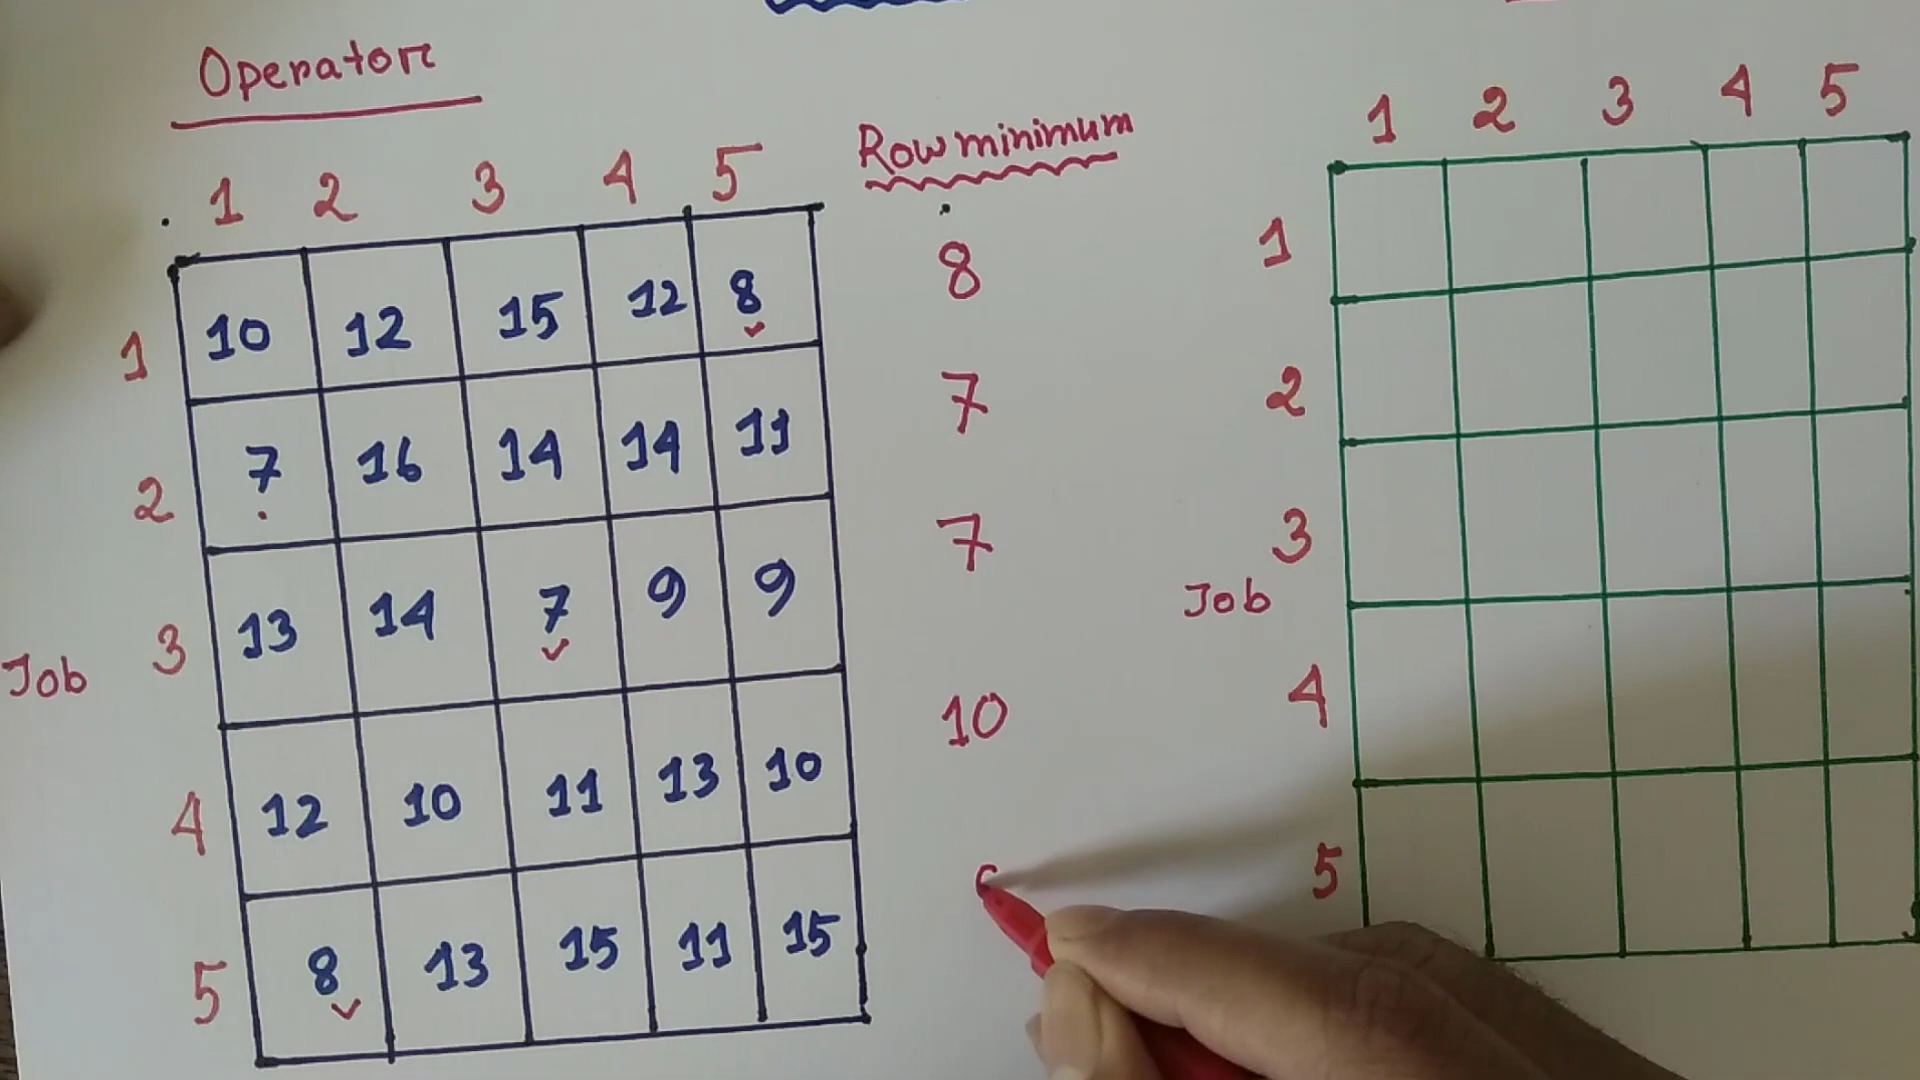 Operator
Row minimum
1 2 3 4 5
1 2 3 4 5
1 10 12 15 12 8
8
1
2 7 16 14 14 11
7
2
3 13 14 7 9 9
7
3
Job
Job
4 12 10 11 13 10
10
4
5 8 13 15 11 15
5